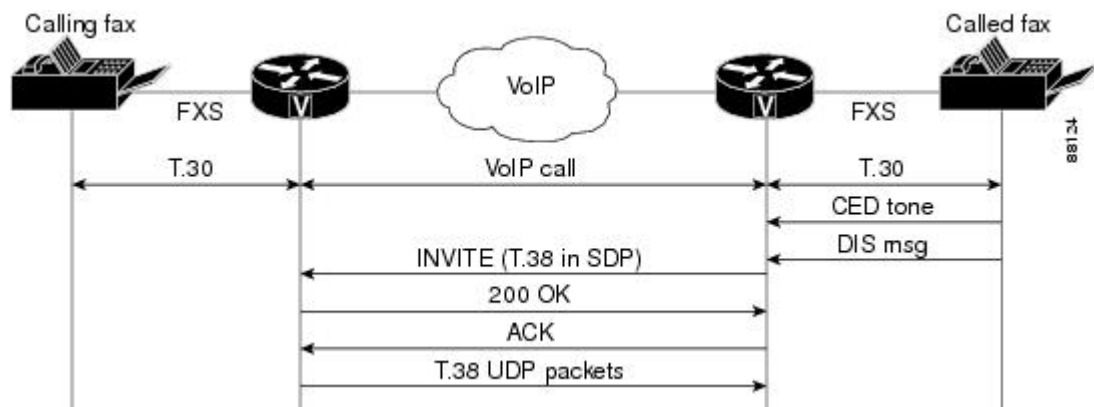 Calling fax
Called fax
VoIP
V
V
FXS
FXS
88124
T.30
VoIP call
T.30
CED tone
DIS msg
INVITE (T.38 in SDP)
200 OK
ACK
T.38 UDP packets